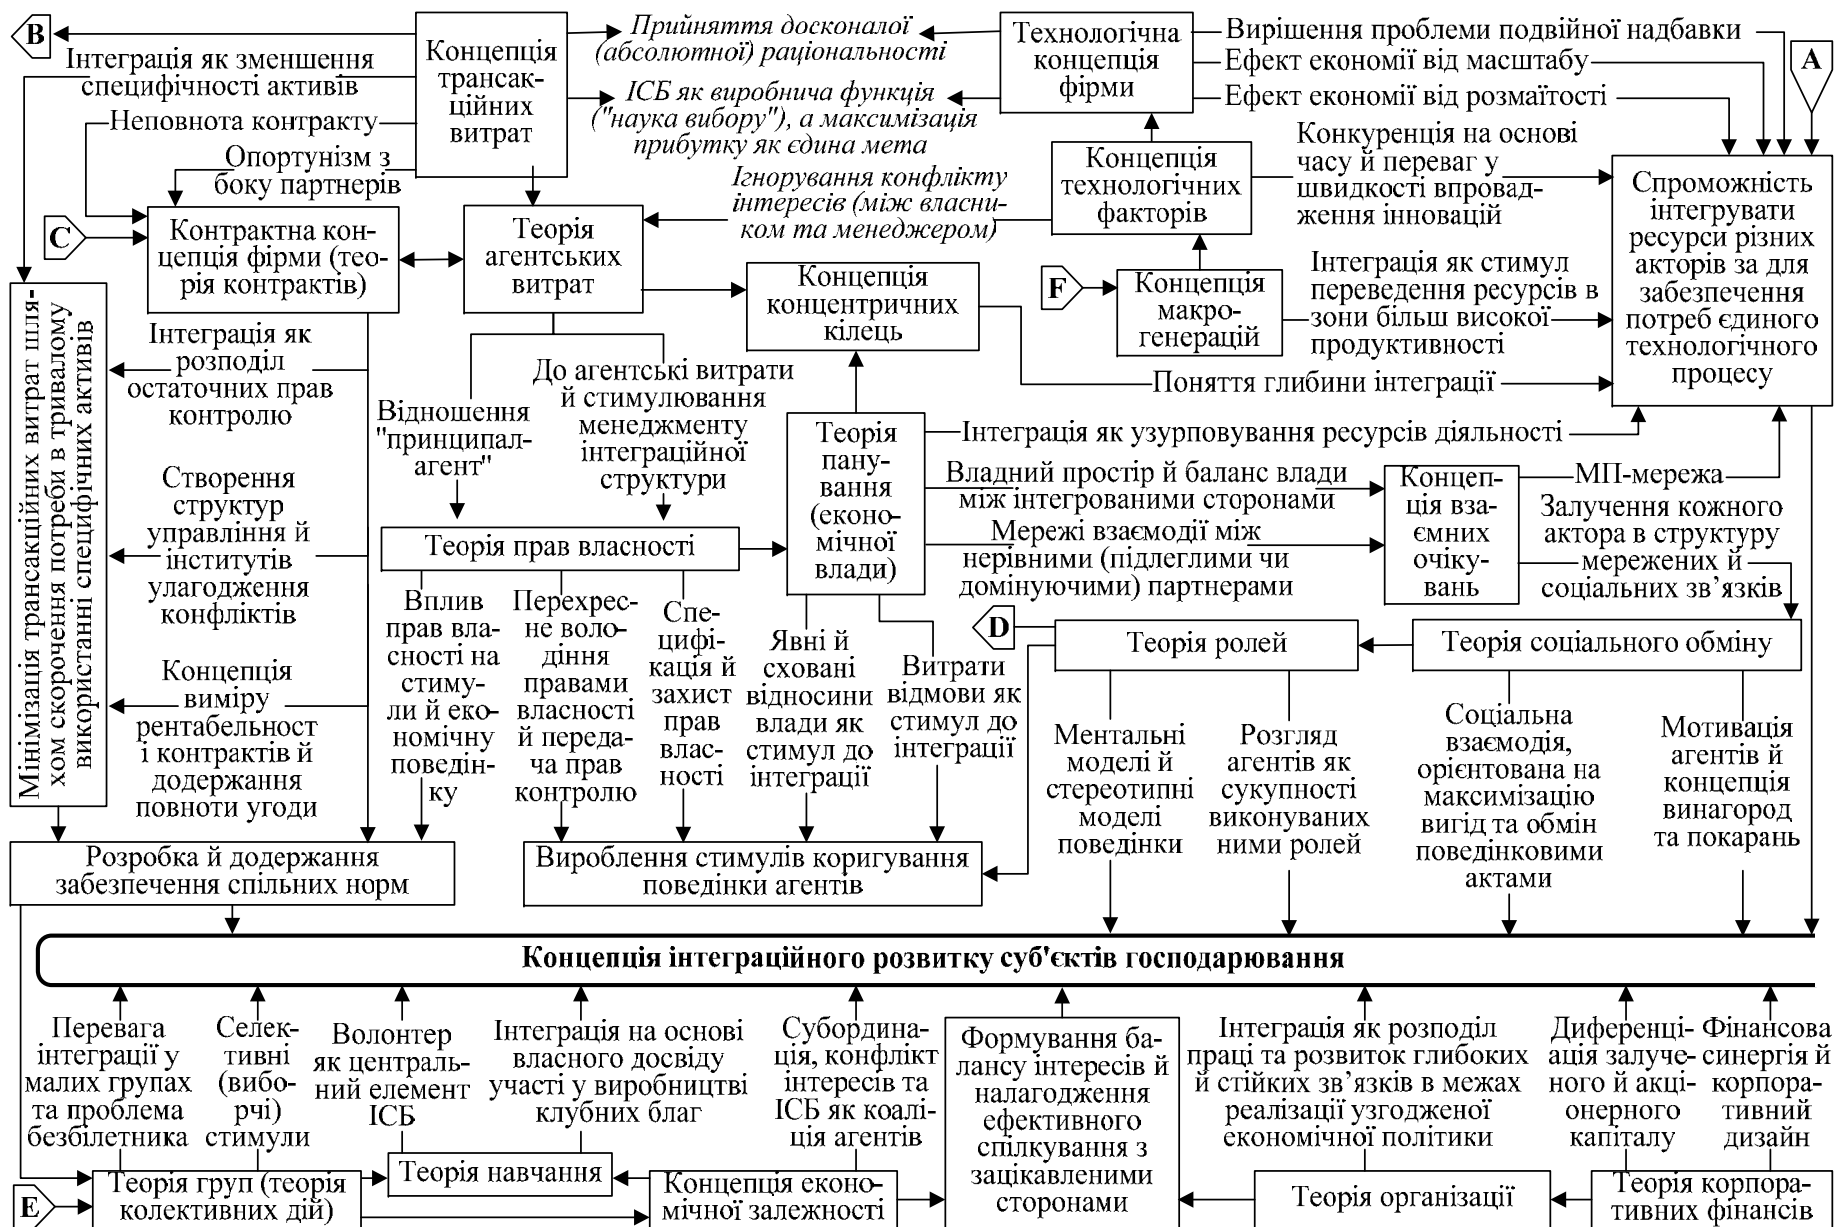 B
Концепція
трансак-
ційних
витрат
Прийняття досконалої
(абсолютної) раціональності
Технологічна
концепція
фірми
Вирішення проблеми подвійної надбавки
Ефект економії від масштабу
Ефект економії від розмаїтості
A
Інтеграція як зменшення
специфічності активів
Неповнота контракту
Опортунізм з
боку партнерів
ІСБ як виробнича функція
("наука вибору"), а максимізація
прибутку як єдина мета
Концепція
технологічних
факторів
Конкуренція на основі
часу й переваг у
швидкості впровад-
ження інновацій
Ігнорування конфлікту
інтересів (між власни-
ком та менеджером)
Спроможність
інтегрувати
ресурси різних
акторів за для
забезпечення
потреб єдиного
технологічного
процесу
C
Контрактна кон-
цепція фірми (тео-
рія контрактів)
Теорія
агентських
витрат
Концепція
концентричних
кілець
F
Концепція
макро-
генерацій
Інтеграція як стимул
переведення ресурсів в
зони більш високої
продуктивності
Поняття глибини інтеграції
Мінімізація трансакційних витрат шля-
хом скорочення потреби в тривалому
використанні специфічних активів
Інтеграція як
розподіл
остаточних прав
контролю
Створення
структур
управління й
інститутів
улагодження
конфліктів
Концепція
виміру
рентабельност
і контрактів й
додержання
повноти угоди
Відношення
"принципал-
агент"
До агентські витрати
й стимулювання
менеджменту
інтеграційної
структури
Теорія
пану-
вання
(еконо-
мічної
влади)
Інтеграція як узурповування ресурсів діяльності
Владний простір й баланс влади
між інтегрованими сторонами
Мережі взаємодії між
нерівними (підлеглими чи
домінуючими) партнерами
Концеп-
ція вза-
ємних
очіку-
вань
МП-мережа
Залучення кожного
актора в структуру
мережених й
соціальних зв’язків
Теорія прав власності
Вплив
прав вла-
сності на
стиму-
ли й еко-
номічну
поведін-
ку
Перехрес-
не воло-
діння
правами
власності
й переда-
ча прав
контролю
Спе-
цифі-
кація й
захист
прав
влас-
ності
Явні й
сховані
відносини
влади як
стимул до
інтеграції
Витрати
відмови як
стимул до
інтеграції
D
Теорія ролей
Теорія соціального обміну
Ментальні
моделі й
стереотипні
моделі
поведінки
Розгляд
агентів як
сукупності
виконуваних
ними ролей
Соціальна
взаємодія,
орієнтована на
максимізацію
вигід та обмін
поведінковими
актами
Мотивація
агентів й
концепція
винагород
та покарань
Розробка й додержання
забезпечення спільних норм
Вироблення стимулів коригування
поведінки агентів
Концепція інтеграційного розвитку суб'єктів господарювання
Перевага
інтеграції у
малих групах
та проблема
безбілетника
Селек-
тивні
(вибо-
рчі)
стимули
Волонтер
як централь-
ний елемент
ІСБ
Інтеграція на основі
власного досвіду
участі у виробництві
клубних благ
Субордина-
ція, конфлікт
інтересів та
ІСБ як коалі-
ція агентів
Формування ба-
лансу інтересів й
налагодження
ефективного
спілкування з
зацікавленими
сторонами
Інтеграція як розподіл
праці та розвиток глибоких
й стійких зв’язків в межах
реалізації узгодженої
економічної політики
Диференці-
ація залуче-
ного й акці-
онерного
капіталу
Фінансова
синергія й
корпора-
тивний
дизайн
E
Теорія груп (теорія
колективних дій)
Теорія навчання
Концепція еконо-
мічної залежності
Теорія організації
Теорія корпора-
тивних фінансів